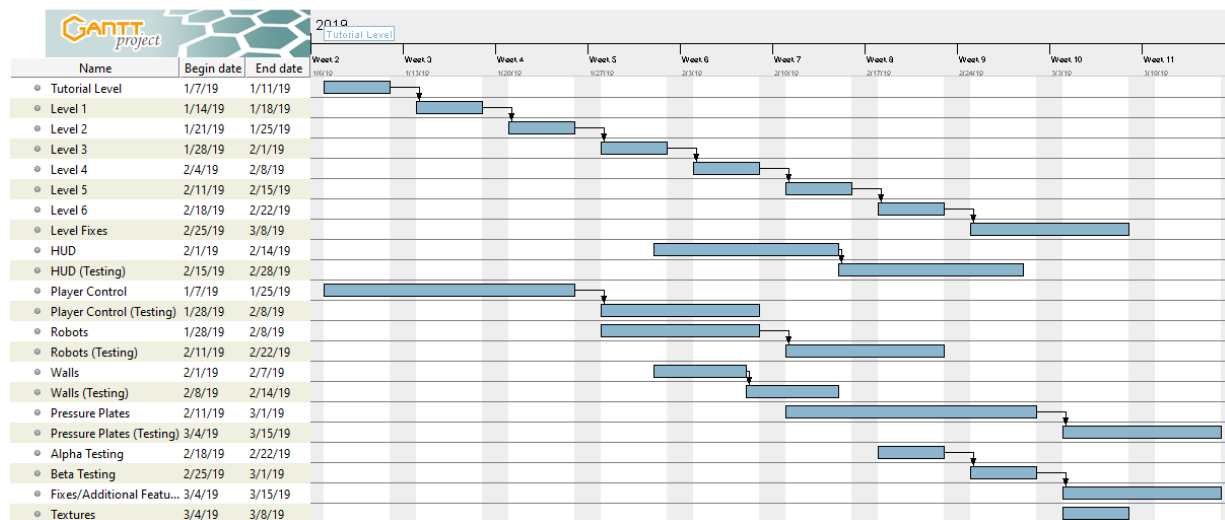 GANTT
project
2019
Tutorial Level
Week 2 Week 3 Week 4 Week 5 Week 6 Week 7 Week 8 Week 9 Week 10 Week 11
1/6/19 1/13/19 1/20/19 1/27/19 2/3/19 2/10/19 2/17/19 2/24/19 3/3/19 3/10/19
Name Begin date End date
Tutorial Level 1/7/19 1/11/19
Level 1 1/14/19 1/18/19
Level 2 1/21/19 1/25/19
Level 3 1/28/19 2/1/19
Level 4 2/4/19 2/8/19
Level 5 2/11/19 2/15/19
Level 6 2/18/19 2/22/19
Level Fixes 2/25/19 3/8/19
HUD 2/1/19 2/14/19
HUD (Testing) 2/15/19 2/28/19
Player Control 1/7/19 1/25/19
Player Control (Testing) 1/28/19 2/8/19
Robots 1/28/19 2/8/19
Robots (Testing) 2/11/19 2/22/19
Walls 2/1/19 2/7/19
Walls (Testing) 2/8/19 2/14/19
Pressure Plates 2/11/19 3/1/19
Pressure Plates (Testing) 3/4/19 3/15/19
Alpha Testing 2/18/19 2/22/19
Beta Testing 2/25/19 3/1/19
Fixes/Additional Featu... 3/4/19 3/15/19
Textures 3/4/19 3/8/19